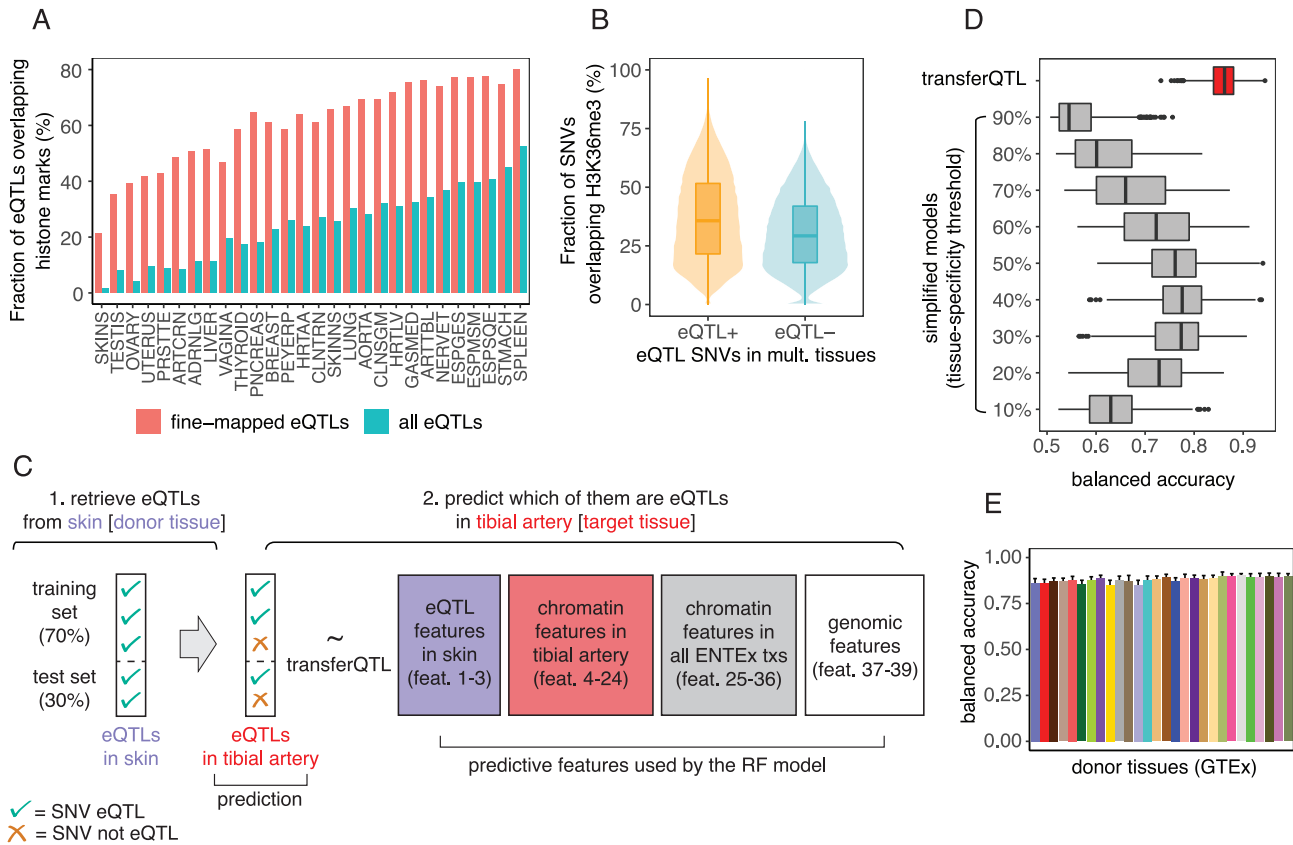 A
Fraction of eQTLs overlapping
histone marks (%)
80
60
40
20
0
SKINS
TESTIS
OVARY
UTERUS
PRSTTE
ARTCRN
ADRNLG
LIVER
VAGINA
THYROID
PNCREAS
BREAST
PEYERP
HRTAA
CLNTRN
SKINNS
LUNG
AORTA
CLNSGM
HRTLV
GASMED
ARTTBL
NERVET
ESPGES
ESPMSM
ESPSQE
STMACH
SPLEEN
fine−mapped eQTLs
all eQTLs
B
Fraction of SNVs
overlapping H3K36me3 (%)
100
75
50
25
0
eQTL+
eQTL−
eQTL SNVs in mult. tissues
D
transferQTL
simplified models
(tissue-specificity threshold)
90%
80%
70%
60%
50%
40%
30%
20%
10%
0.5
0.6
0.7
0.8
0.9
balanced accuracy
C
1. retrieve eQTLs
from skin [donor tissue]
2. predict which of them are eQTLs
in tibial artery [target tissue]
training
set
(70%)
test set
(30%)
eQTLs
in skin
eQTLs
in tibial artery
prediction
~
transferQTL
eQTL
features
in skin
(feat. 1-3)
chromatin
features in
tibial artery
(feat. 4-24)
chromatin
features in
all ENTEx txs
(feat. 25-36)
genomic
features
(feat. 37-39)
predictive features used by the RF model
= SNV eQTL
= SNV not eQTL
E
balanced accuracy
1.00
0.75
0.50
0.25
0.00
donor tissues (GTEx)